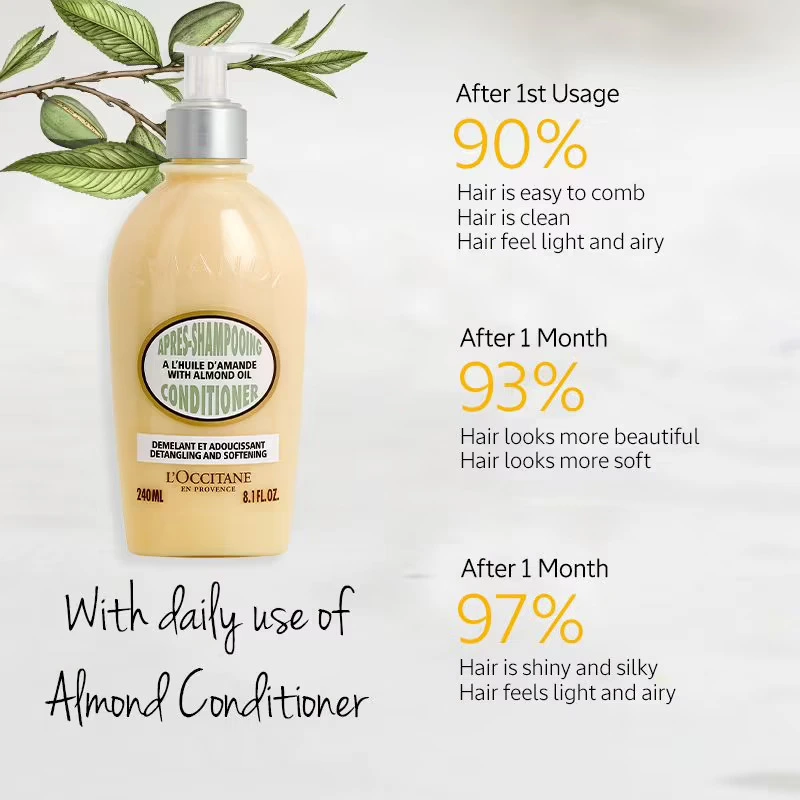 AMANDE
APRÈS-SHAMPOOING
A L'HUILE D'AMANDE
WITH ALMOND OIL
CONDITIONER
DEMELANT ET ADOUCISSANT
DETANGLING AND SOFTENING
L'OCCITANE
EN PROVENCE
240ML 8.1 FL.OZ.
With daily use of
Almond Conditioner
After 1st Usage
90%
Hair is easy to comb
Hair is clean
Hair feel light and airy
After 1 Month
93%
Hair looks more beautiful
Hair looks more soft
After 1 Month
97%
Hair is shiny and silky
Hair feels light and airy